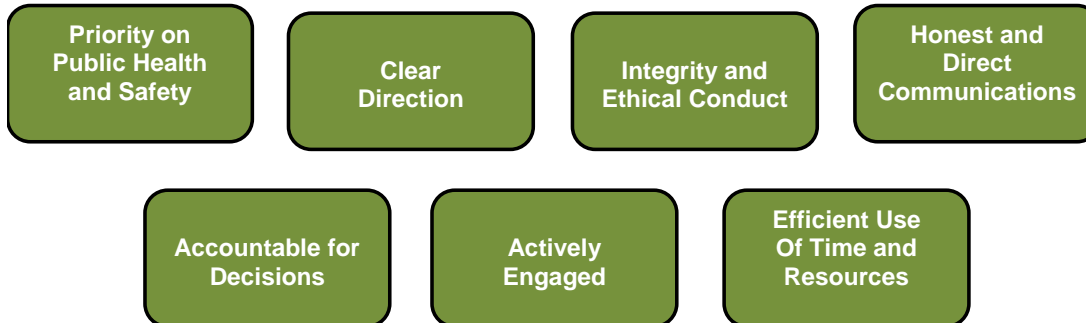 Priority on
Public Health
and Safety
Clear
Direction
Integrity and
Ethical Conduct
Honest and
Direct
Communications
Accountable for
Decisions
Actively
Engaged
Efficient Use
Of Time and
Resources